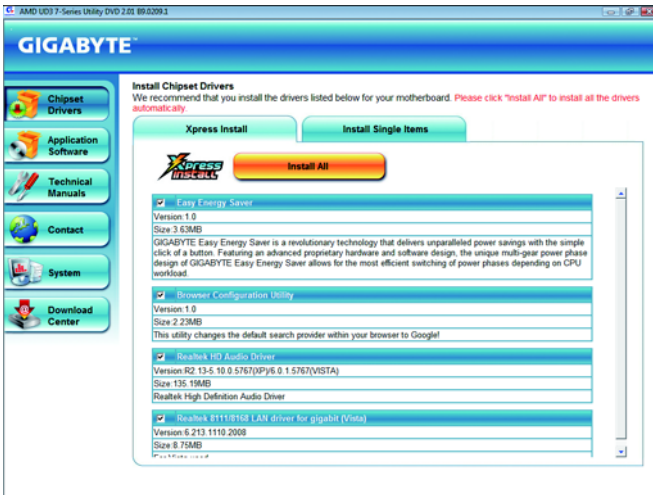 AMD UD3 7-Series Utility DVD 2.01 B9.0209.1
GIGABYTE™
Chipset
Drivers
Application
Software
Technical
Manuals
Contact
System
Download
Center
Install Chipset Drivers
We recommend that you install the drivers listed below for your motherboard. Please click "Install All" to install all the drivers
automatically.
Xpress Install
Install Single Items
Xpress
INSTALL
Install All
Easy Energy Saver
Version:1.0
Size:3.63MB
GIGABYTE Easy Energy Saver is a revolutionary technology that delivers unparalleled power savings with the simple
click of a button. Featuring an advanced proprietary hardware and software design, the unique multi-gear power phase
design of GIGABYTE Easy Energy Saver allows for the most efficient switching of power phases depending on CPU
workload.
Browser Configuration Utility
Version:1.0
Size:2.23MB
This utility changes the default search provider within your browser to Google!
Realtek HD Audio Driver
Version:R2.13-5.10.0.5767(XP)/6.0.1.5767(VISTA)
Size:135.19MB
Realtek High Definition Audio Driver
Realtek 8111/8168 LAN driver for gigabit (Vista)
Version:6.213.1110.2008
Size:8.75MB